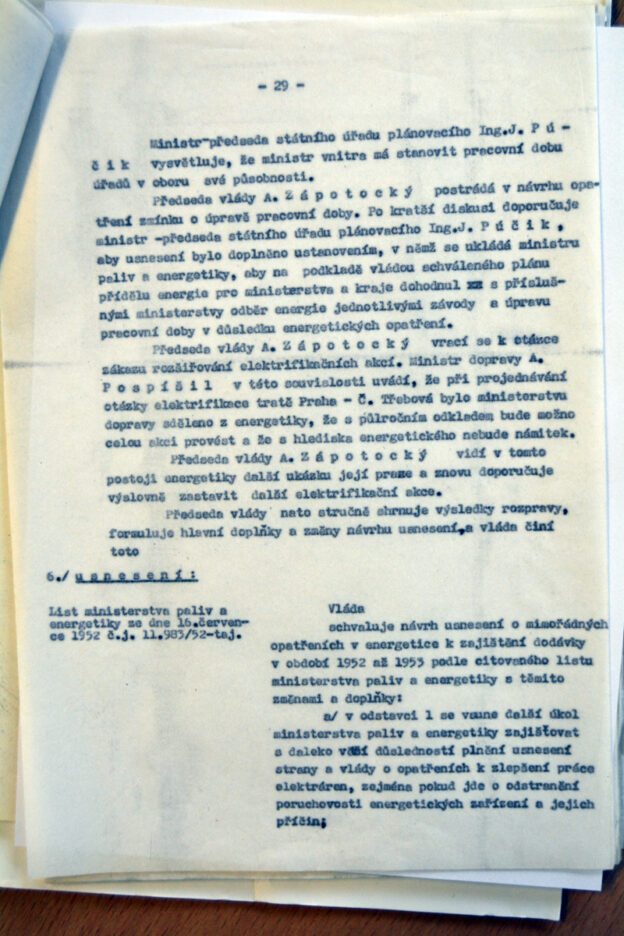 - 29 -
Ministr-předseda státního úřadu plánovacího Ing.J. P ú -
č i k vysvětluje, že ministr vnitra má stanovit pracovní dobu
úřadů v oboru své působnosti.
Předseda vlády A. Z á p o t o c k ý postrádá v návrhu opa-
tření zmínku o úpravě pracovní doby. Po kratší diskusi doporučuje
ministr -předseda státního úřadu plánovacího Ing.J. P ú č i k ,
aby usnesení bylo doplněno ustanovením, v němž se ukládá ministru
paliv a energetiky, aby na podkladě vládou schváleného plánu
přídělu energie pro ministerstva a kraje dohodnul xx s přísluš-
nými ministerstvy odběr energie jednotlivými závody a úpravu
pracovní doby v důsledku energetických opatření.
Předseda vlády A. Z á p o t o c k ý vrací se k otázce
zákazu rozšiřování elektrifikačních akcí. Ministr dopravy A.
P o s p í š i l v této souvislosti uvádí, že při projednávání
otázky elektrifikace tratě Praha - Č. Třebová bylo ministerstvu
dopravy sděleno z energetiky, že s půlročním odkladem bude možno
celou akci provést a že s hlediska energetického nebude námitek.
Předseda vlády A. Z á p o t o c k ý vidí v tomto
postoji energetiky další ukázku její praxe a znovu doporučuje
výslovně zastavit další elektrifikační akce.
Předseda vlády nato stručně shrnuje výsledky rozpravy,
formuluje hlavní doplňky a změny návrhu usnesení,a vláda činí
toto
6./ u s n e s e n í :
List ministerstva paliv a
energetiky ze dne 16.červen-
ce 1952 č.j. 11.983/52-taj.
Vláda
schvaluje návrh usnesení o mimořádných
opatřeních v energetice k zajištění dodávky
v období 1952 až 1953 podle citovaného listu
ministerstva paliv a energetiky s těmito
změnami a doplňky:
a/ v odstavci 1 se vsune další úkol
ministerstva paliv a energetiky zajišťovat
s daleko větší důsledností plnění usnesení
strany a vlády o opatřeních k zlepšení práce
elektráren, zejména pokud jde o odstranění
poruchovosti energetických zařízení a jejich
příčin;